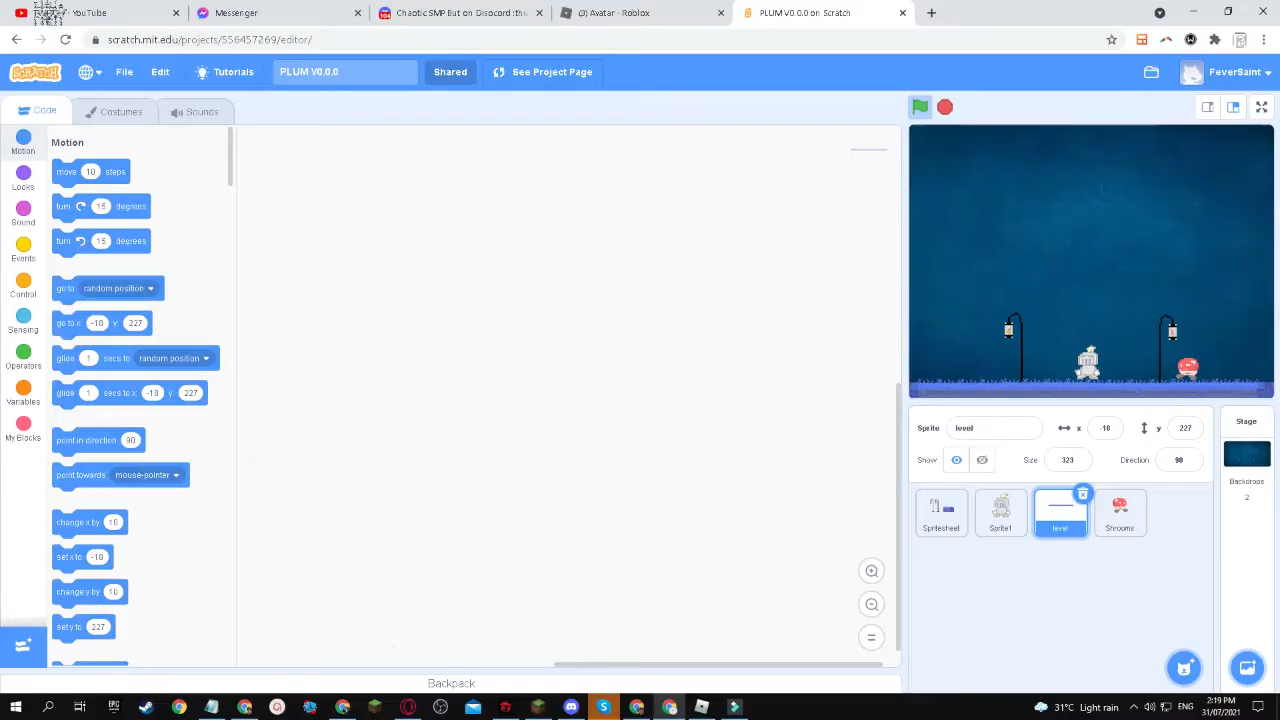 YouTube
Messenger
Chaotic SMP But on Discord :thu
(3) Avatar - Roblox
PLUM V0.0.0 on Scratch
scratch.mit.edu/projects/556457269/editor/
SCRATCH
File
Edit
Tutorials
PLUM V0.0.0
Shared
See Project Page
FeverSaint
Code
Costumes
Sounds
Motion
Looks
Sound
Events
Control
Sensing
Operators
Variables
My Blocks
Motion
move 10 steps
turn 15 degrees
turn 15 degrees
go to random position
go to x: -18 y: 227
glide 1 secs to random position
glide 1 secs to x: -18 y: 227
point in direction 90
point towards mouse-pointer
change x by 10
set x to -18
change y by 10
set y to 227
Sprite level x -18 y 227
Show Size 323 Direction 90
Spritesheet
Sprite1
level
Shrooms
Stage
Backdrops
2
Backpack
31°C Light rain
ENG
2:19 PM
31/07/2021